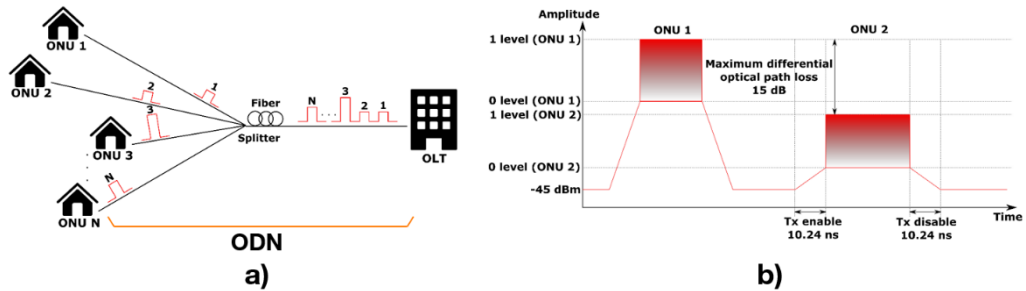 ONU 1
ONU 2
ONU 3
ONU N
1
2
3
N
Fiber
Splitter
N ... 3 2 1
OLT
ODN
a)
Amplitude
ONU 1
ONU 2
1 level (ONU 1)
Maximum differential
optical path loss
15 dB
0 level (ONU 1)
1 level (ONU 2)
0 level (ONU 2)
-45 dBm
Time
Tx enable
10.24 ns
Tx disable
10.24 ns
b)